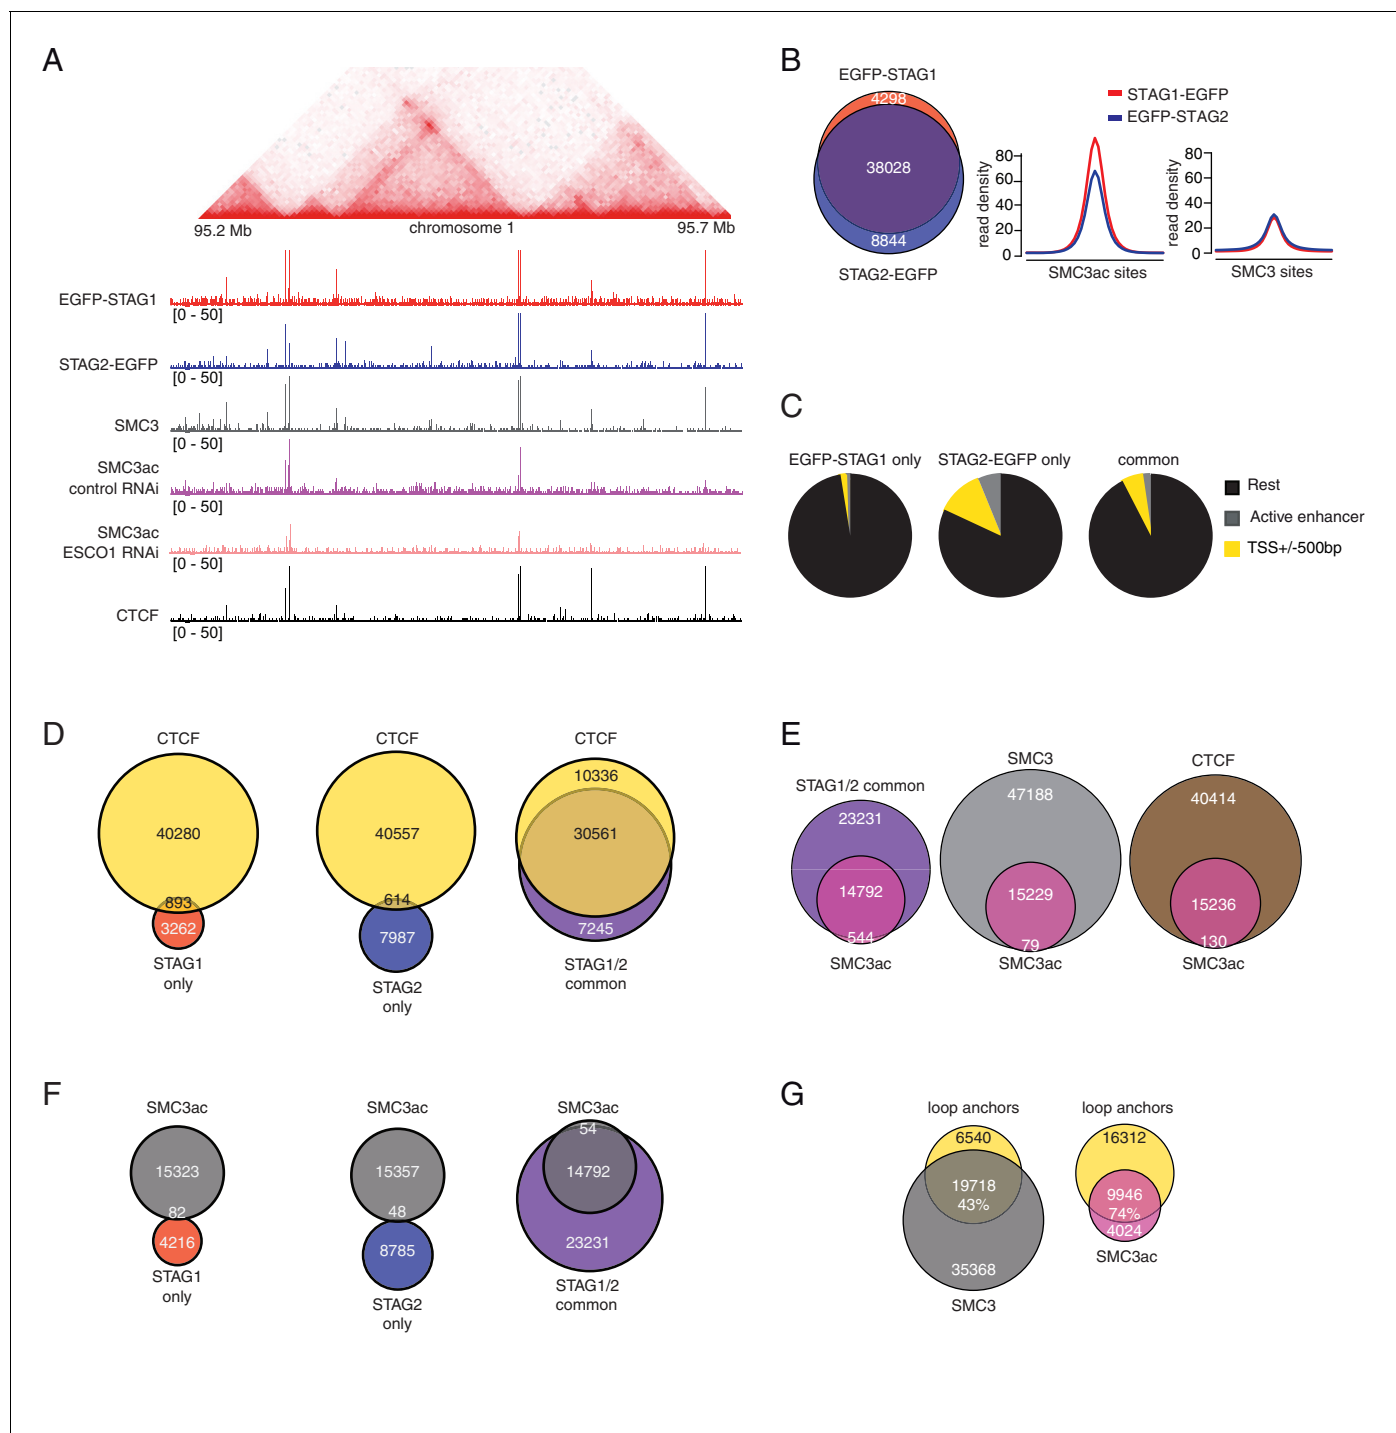 A
95.2 Mb
chromosome 1
95.7 Mb
EGFP-STAG1
[0 - 50]
STAG2-EGFP
[0 - 50]
SMC3
[0 - 50]
SMC3ac
control RNAi
[0 - 50]
SMC3ac
ESCO1 RNAi
[0 - 50]
CTCF
[0 - 50]
B
EGFP-STAG1
4298
38028
8844
STAG2-EGFP
STAG1-EGFP
EGFP-STAG2
read density
80
60
40
20
0
SMC3ac sites
read density
80
60
40
20
0
SMC3 sites
C
EGFP-STAG1 only
STAG2-EGFP only
common
Rest
Active enhancer
TSS+/-500bp
D
CTCF
40280
893
3262
STAG1
only
CTCF
40557
614
7987
STAG2
only
CTCF
10336
30561
7245
STAG1/2
common
E
STAG1/2 common
23231
14792
544
SMC3ac
SMC3
47188
15229
79
SMC3ac
CTCF
40414
15236
130
SMC3ac
F
SMC3ac
15323
82
4216
STAG1
only
SMC3ac
15357
48
8785
STAG2
only
SMC3ac
54
14792
23231
STAG1/2
common
G
loop anchors
6540
19718
43%
35368
SMC3
loop anchors
16312
9946
74%
4024
SMC3ac